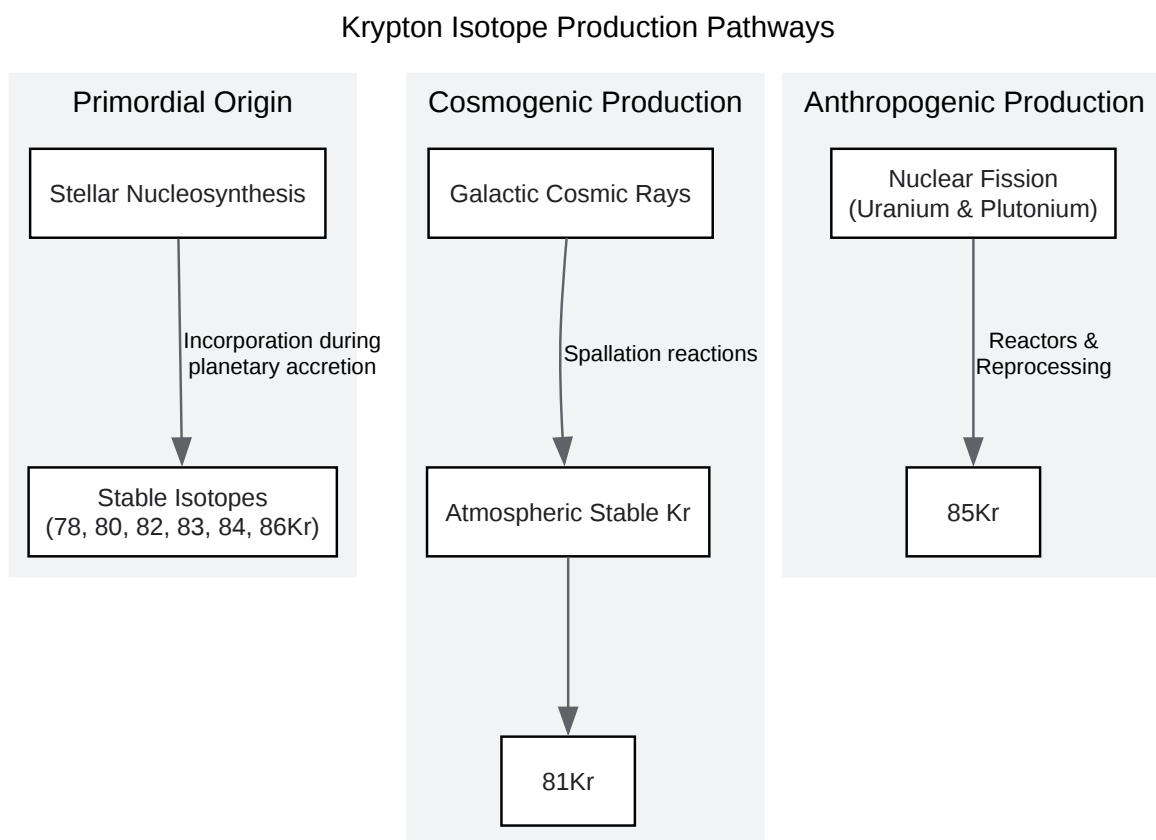 Krypton Isotope Production Pathways
Primordial Origin
Stellar Nucleosynthesis
Incorporation during
planetary accretion
Stable Isotopes
(78, 80, 82, 83, 84, 86Kr)
Cosmogenic Production
Galactic Cosmic Rays
Spallation reactions
Atmospheric Stable Kr
81Kr
Anthropogenic Production
Nuclear Fission
(Uranium & Plutonium)
Reactors &
Reprocessing
85Kr